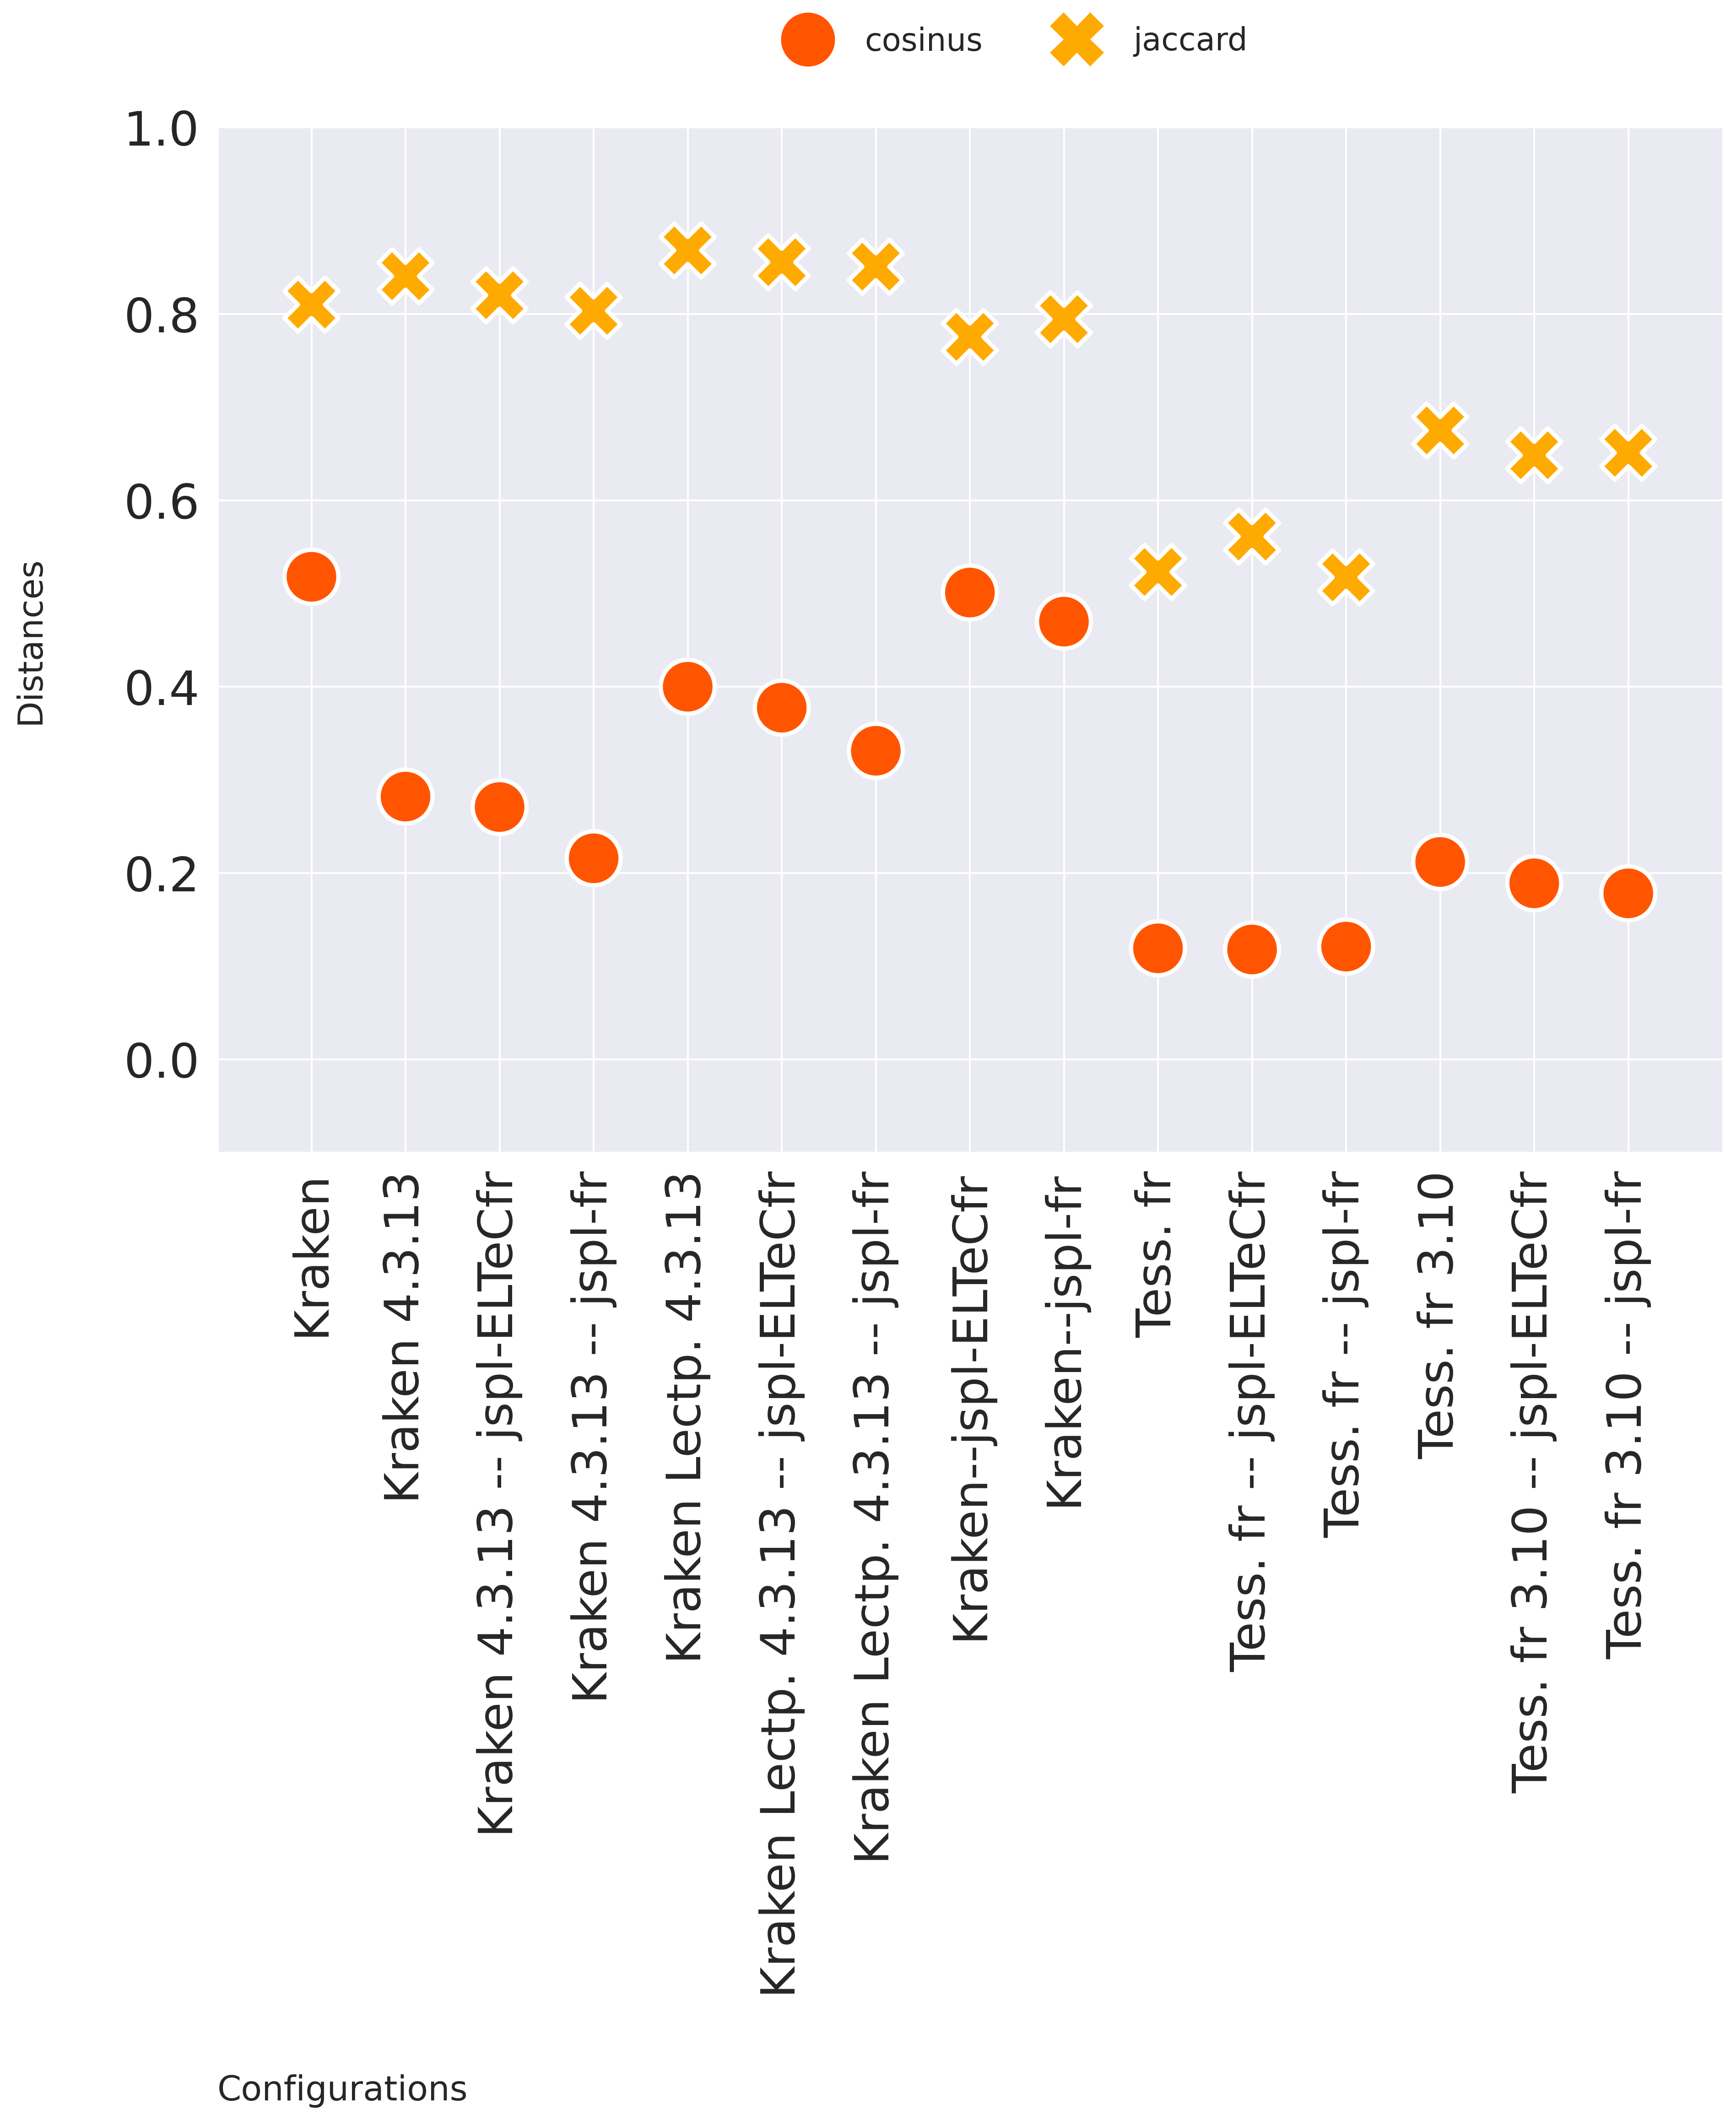 cosinus
jaccard
1.0
0.8
0.6
0.4
0.2
0.0
Distances
Kraken
Kraken 4.3.13
Kraken 4.3.13 -- jspl-ELTeCfr
Kraken 4.3.13 -- jspl-fr
Kraken Lectp. 4.3.13
Kraken Lectp. 4.3.13 -- jspl-ELTeCfr
Kraken Lectp. 4.3.13 -- jspl-fr
Kraken--jspl-ELTeCfr
Kraken--jspl-fr
Tess. fr
Tess. fr -- jspl-ELTeCfr
Tess. fr -- jspl-fr
Tess. fr 3.10
Tess. fr 3.10 -- jspl-ELTeCfr
Tess. fr 3.10 -- jspl-fr
Configurations